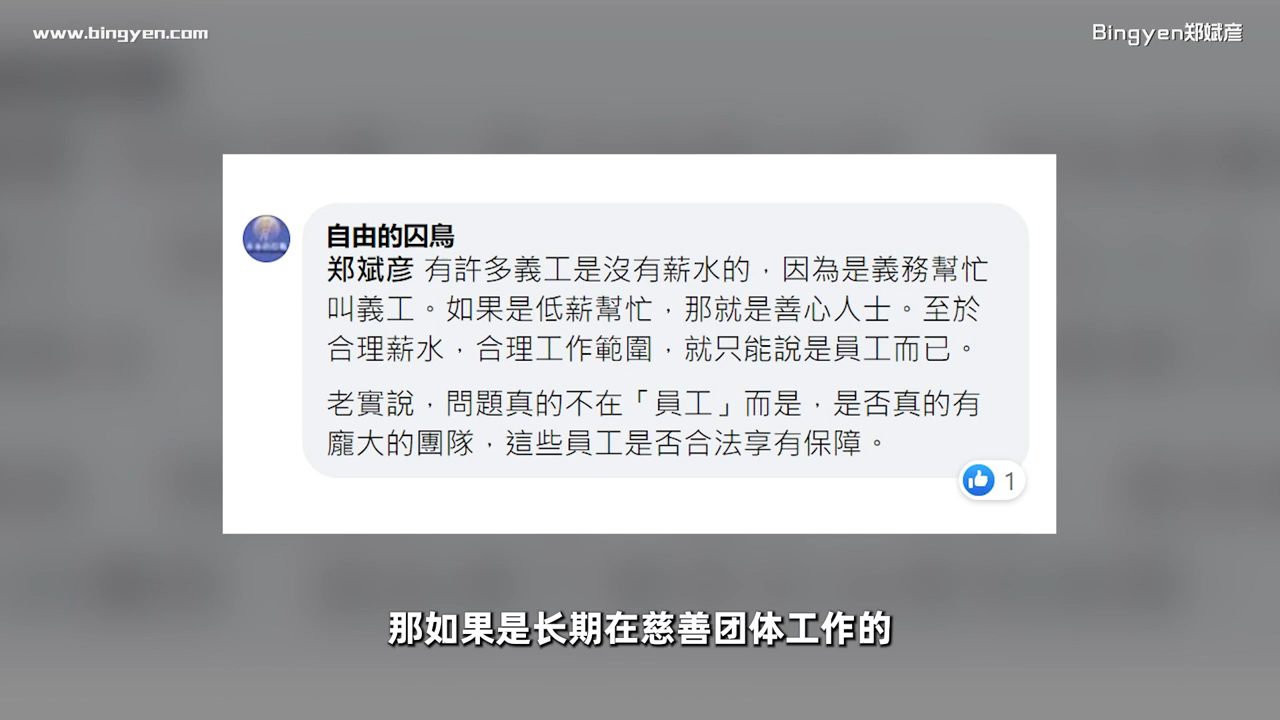 www.bingyen.com
Bingyen郑斌彦
自由的囚鳥
郑斌彦 有許多義工是沒有薪水的，因為是義務幫忙
叫義工。如果是低薪幫忙，那就是善心人士。至於
合理薪水，合理工作範圍，就只能說是員工而已。
老實說，問題真的不在「員工」而是，是否真的有
龐大的團隊，這些員工是否合法享有保障。
1
那如果是长期在慈善团体工作的